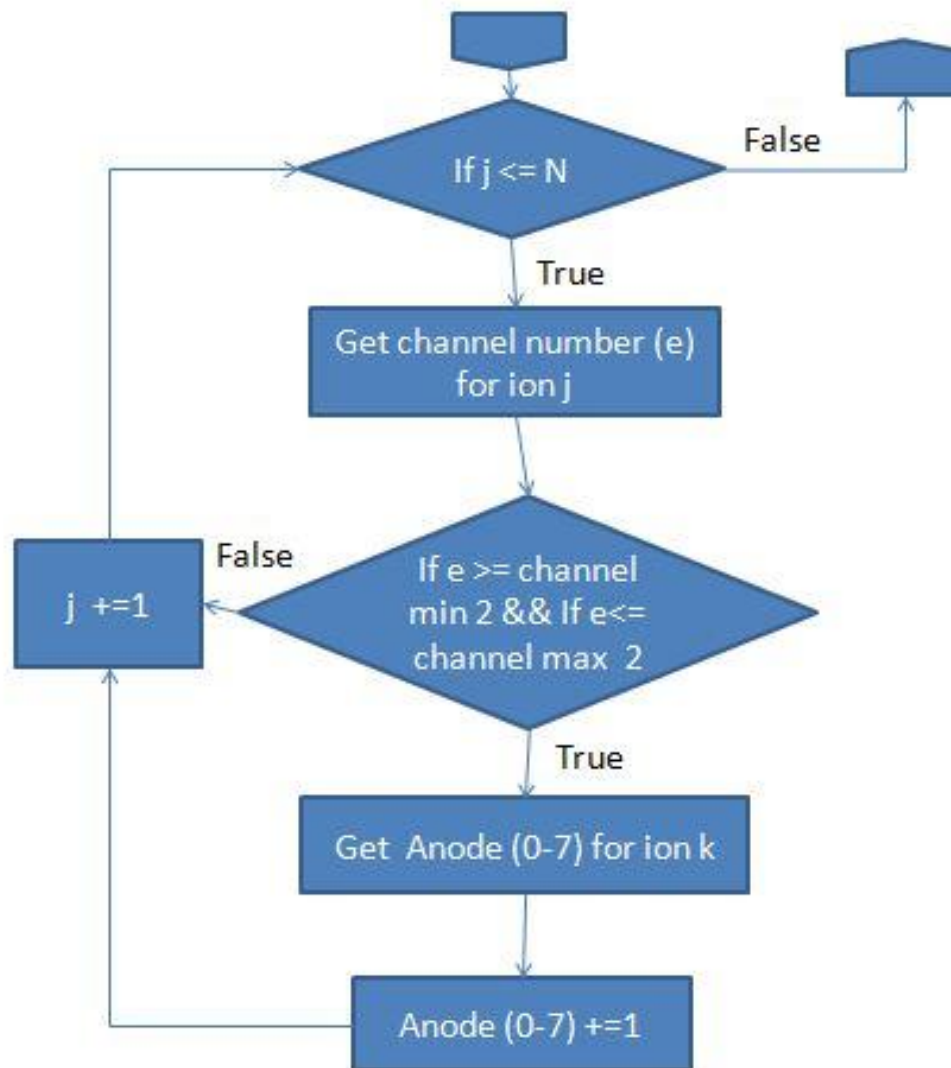 If j <= N
False
True
Get channel number (e)
for ion j
False
j +=1
If e >= channel
min 2 && If e<=
channel max 2
True
Get Anode (0-7) for ion k
Anode (0-7) +=1